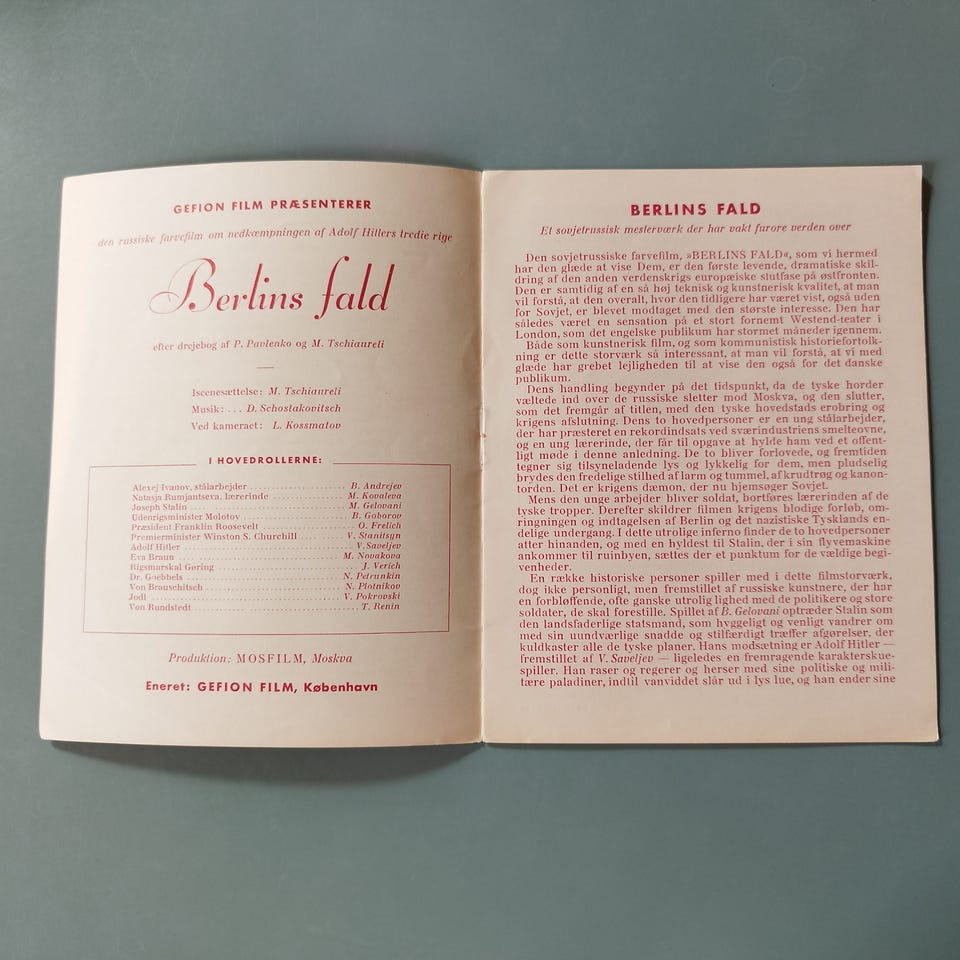 GEFION FILM PRÆSENTERER
den russiske farvefilm om nedkæmpningen af Adolf Hitlers tredie rige
Berlins fald
efter drejebog af P. Pavlenko og M. Tschiaureli
Iscenesættelse: M. Tschiaureli
Musik: ... D. Schostakovitsch
Ved kameraet: L. Kossmatov
I HOVEDROLLERNE:
Alexej Ivanov, stålarbejder ........ B. Andrejev
Natasja Rumjantseva, lærerinde ........ M. Kovaleva
Joseph Stalin ........ M. Gelovani
Udenrigsminister Molotov ........ B. Goborov
Præsident Franklin Roosevelt ........ O. Frelich
Premierminister Winston S. Churchill ........ V. Stanitsyn
Adolf Hitler ........ V. Saveljev
Eva Braun ........ M. Novakova
Rigsmarskal Gøring ........ J. Verich
Dr. Goebbels ........ N. Petrunkin
Von Brauschitsch ........ N. Plotnikov
Jodl ........ V. Pokrovski
Von Rundstedt ........ T. Renin
Produktion: MOSFILM, Moskva
Eneret: GEFION FILM, København
BERLINS FALD
Et sovjetrussisk mesterværk der har vakt furore verden over
Den sovjetrussiske farvefilm, »BERLINS FALD«, som vi hermed
har den glæde at vise Dem, er den første levende, dramatiske skil-
dring af den anden verdenskrigs europæiske slutfase på østfronten.
Den er samtidig af en så høj teknisk og kunstnerisk kvalitet, at man
vil forstå, at den overalt, hvor den tidligere har været vist, også uden
for Sovjet, er blevet modtaget med den største interesse. Den har
således været en sensation på et stort fornemt Westend-teater i
London, som det engelske publikum har stormet måneder igennem.
Både som kunstnerisk film, og som kommunistisk historiefortolk-
ning er dette storværk så interessant, at man vil forstå, at vi med
glæde har grebet lejligheden til at vise den også for det danske
publikum.
Dens handling begynder på det tidspunkt, da de tyske horder
væltede ind over de russiske sletter mod Moskva, og den slutter,
som det fremgår af titlen, med den tyske hovedstads erobring og
krigens afslutning. Dens to hovedpersoner er en ung stålarbejder,
der har præsteret en rekordindsats ved sværindustriens smelteovne,
og en ung lærerinde, der får til opgave at hylde ham ved et offent-
ligt møde i denne anledning. De to bliver forlovede, og fremtiden
tegner sig tilsyneladende lys og lykkelig for dem, men pludselig
brydes den fredelige stilhed af larm og tummel, af krudtrøg og kanon-
torden. Det er krigens dæmon, der nu hjemsøger Sovjet.
Mens den unge arbejder bliver soldat, bortføres lærerinden af de
tyske tropper. Derefter skildrer filmen krigens blodige forløb, om-
ringningen og indtagelsen af Berlin og det nazistiske Tysklands en-
delige undergang. I dette utrolige inferno finder de to hovedpersoner
atter hinanden, og med en hyldest til Stalin, der i sin flyvemaskine
ankommer til ruinbyen, sættes der et punktum for de vældige begi-
venheder.
En række historiske personer spiller med i dette filmstorværk,
dog ikke personligt, men fremstillet af russiske kunstnere, der har
en forbløffende, ofte ganske utrolig lighed med de politikere og store
soldater, de skal forestille. Spillet af B. Gelovani optræder Stalin som
den landsfaderlige statsmand, som hyggeligt og venligt vandrer om
med sin uundværlige snadde og stilfærdigt træffer afgørelser, der
kuldkaster alle de tyske planer. Hans modsætning er Adolf Hitler —
fremstillet af V. Saveljev — ligeledes en fremragende karakterskue-
spiller. Han raser og regerer og herser med sine politiske og mili-
tære paladiner, indtil vanviddet slår ud i lys lue, og han ender sine